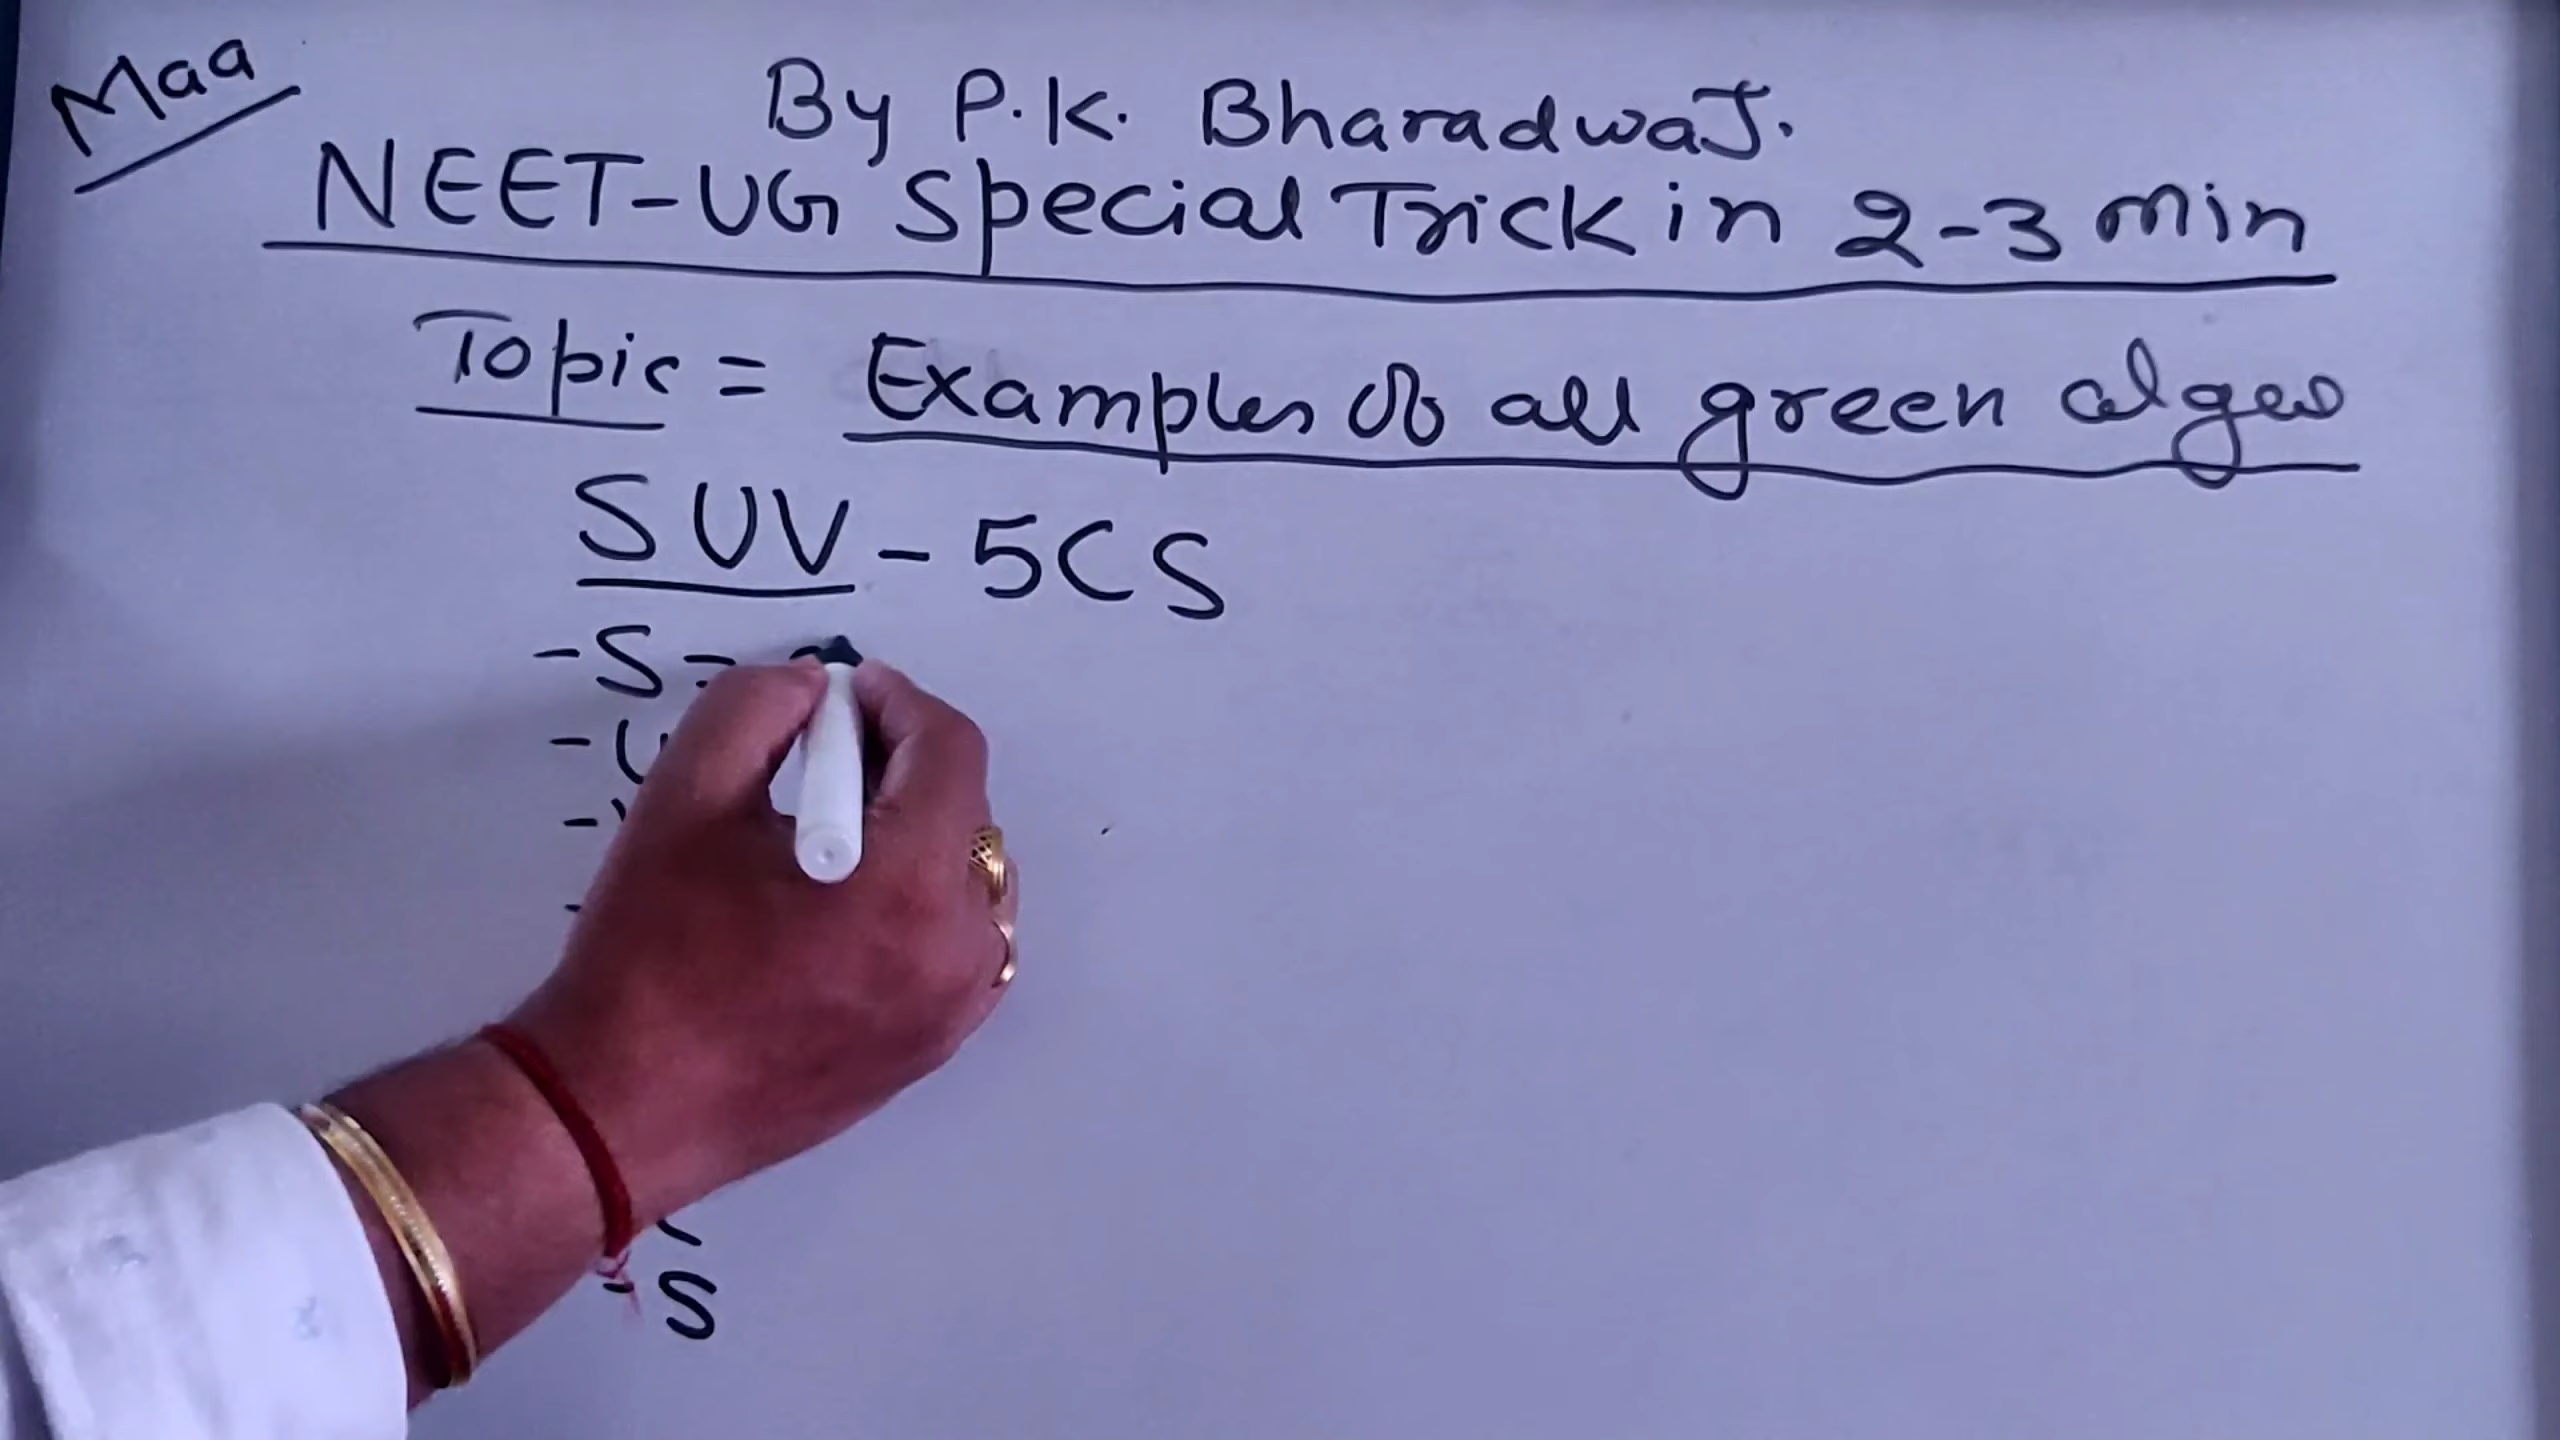 Maa
By P.K. BharadwaJ.
NEET-UG Special Trick in 2-3 min
Topic = Examples of all green algae
SUV - 5CS
- S =
- U
-
-
- S